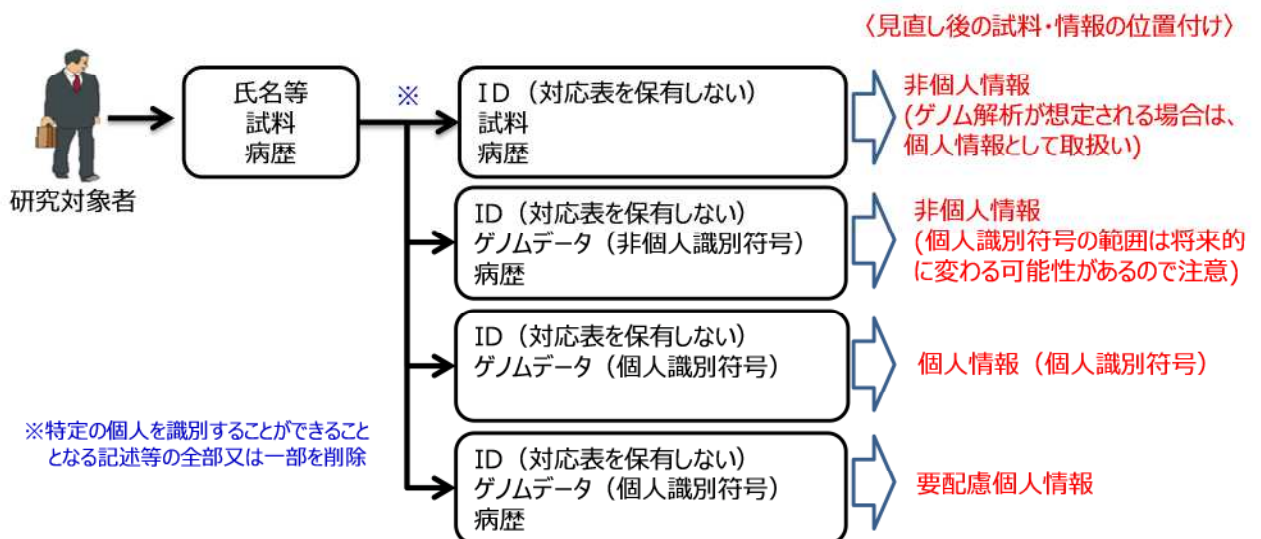 〈見直し後の試料・情報の位置付け〉
研究対象者
氏名等
試料
病歴
※
ID（対応表を保有しない）
試料
病歴
非個人情報
(ゲノム解析が想定される場合は、
個人情報として取扱い)
ID（対応表を保有しない）
ゲノムデータ（非個人識別符号）
病歴
非個人情報
(個人識別符号の範囲は将来的
に変わる可能性があるので注意)
ID（対応表を保有しない）
ゲノムデータ（個人識別符号）
個人情報（個人識別符号）
ID（対応表を保有しない）
ゲノムデータ（個人識別符号）
病歴
要配慮個人情報
※特定の個人を識別することができること
となる記述等の全部又は一部を削除